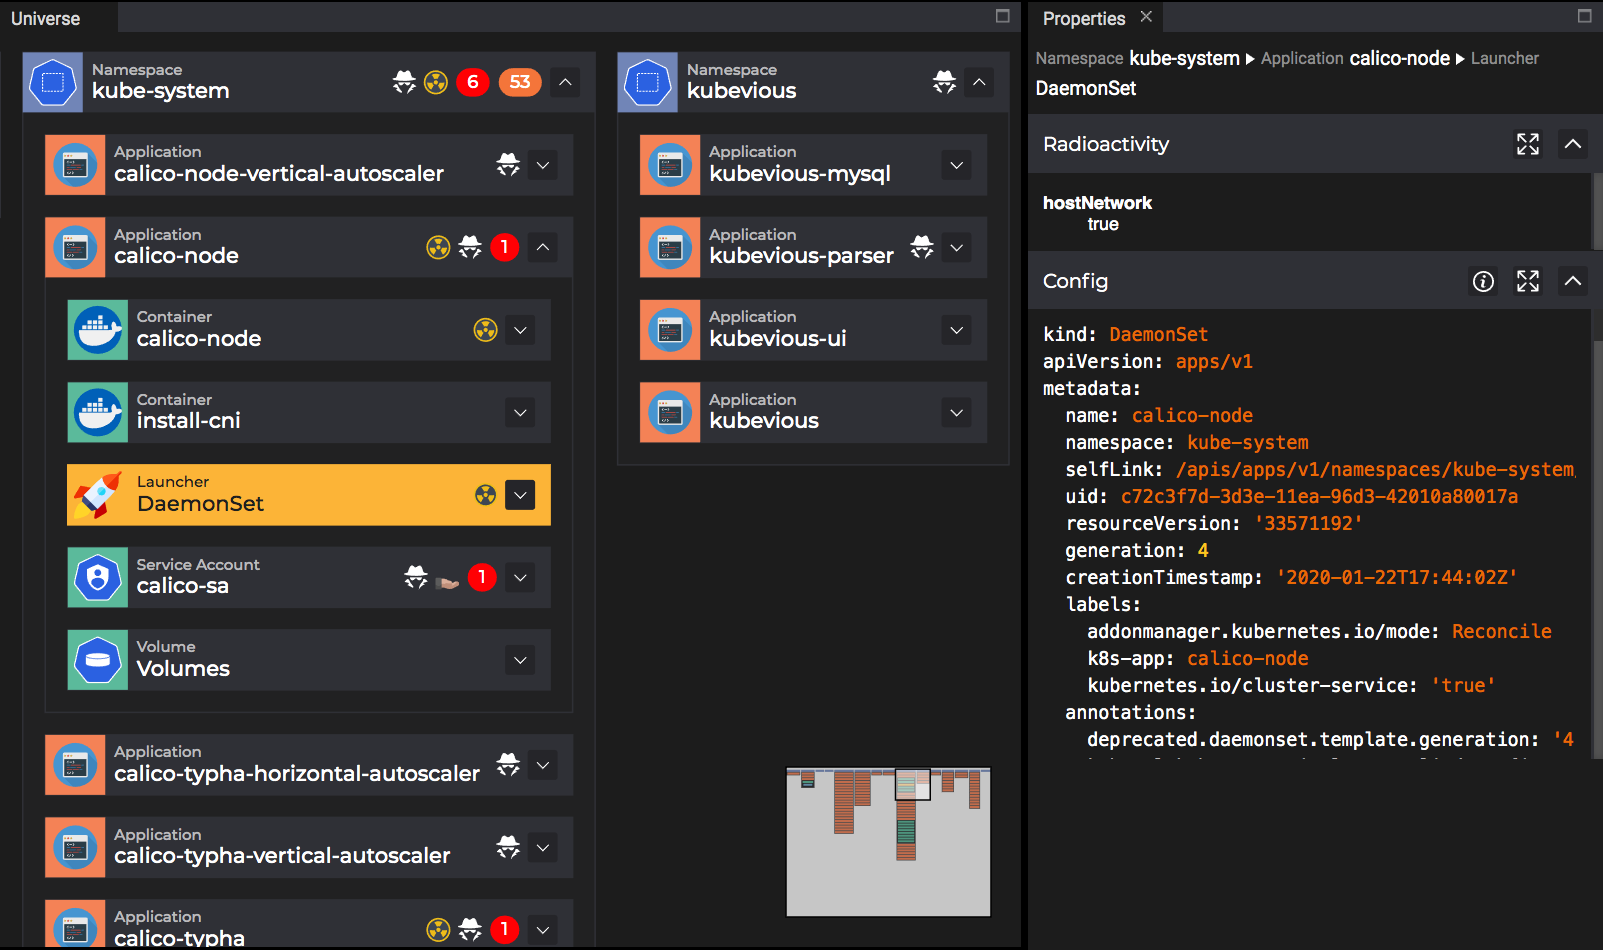 Universe
Namespace
kube-system
6
53
Application
calico-node-vertical-autoscaler
Application
calico-node
1
Container
calico-node
Container
install-cni
Launcher
DaemonSet
Service Account
calico-sa
1
Volume
Volumes
Application
calico-typha-horizontal-autoscaler
Application
calico-typha-vertical-autoscaler
Application
calico-typha
1
Namespace
kubevious
Application
kubevious-mysql
Application
kubevious-parser
Application
kubevious-ui
Application
kubevious
Properties
Namespace kube-system Application calico-node Launcher
DaemonSet
Radioactivity
hostNetwork
true
Config
kind: DaemonSet
apiVersion: apps/v1
metadata:
name: calico-node
namespace: kube-system
selfLink: /apis/apps/v1/namespaces/kube-system
uid: c72c3f7d-3d3e-11ea-96d3-42010a80017a
resourceVersion: '33571192'
generation: 4
creationTimestamp: '2020-01-22T17:44:02Z'
labels:
addonmanager.kubernetes.io/mode: Reconcile
k8s-app: calico-node
kubernetes.io/cluster-service: 'true'
annotations:
deprecated.daemonset.template.generation: '4